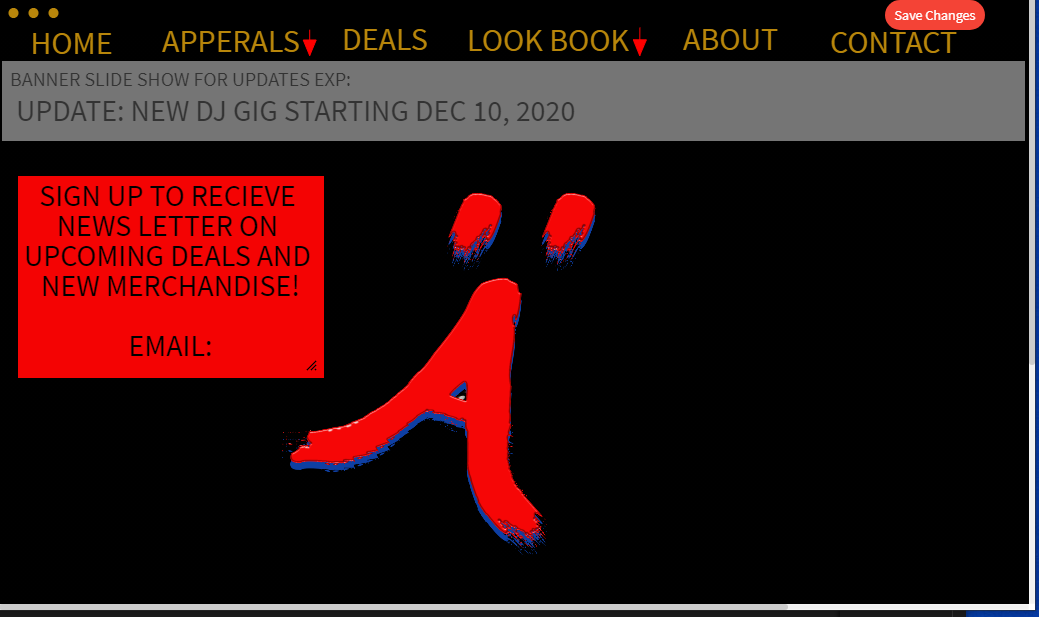 Save Changes
HOME APPERALS DEALS LOOK BOOK ABOUT CONTACT
BANNER SLIDE SHOW FOR UPDATES EXP:
UPDATE: NEW DJ GIG STARTING DEC 10, 2020
SIGN UP TO RECIEVE
NEWS LETTER ON
UPCOMING DEALS AND
NEW MERCHANDISE!
EMAIL:
Ä